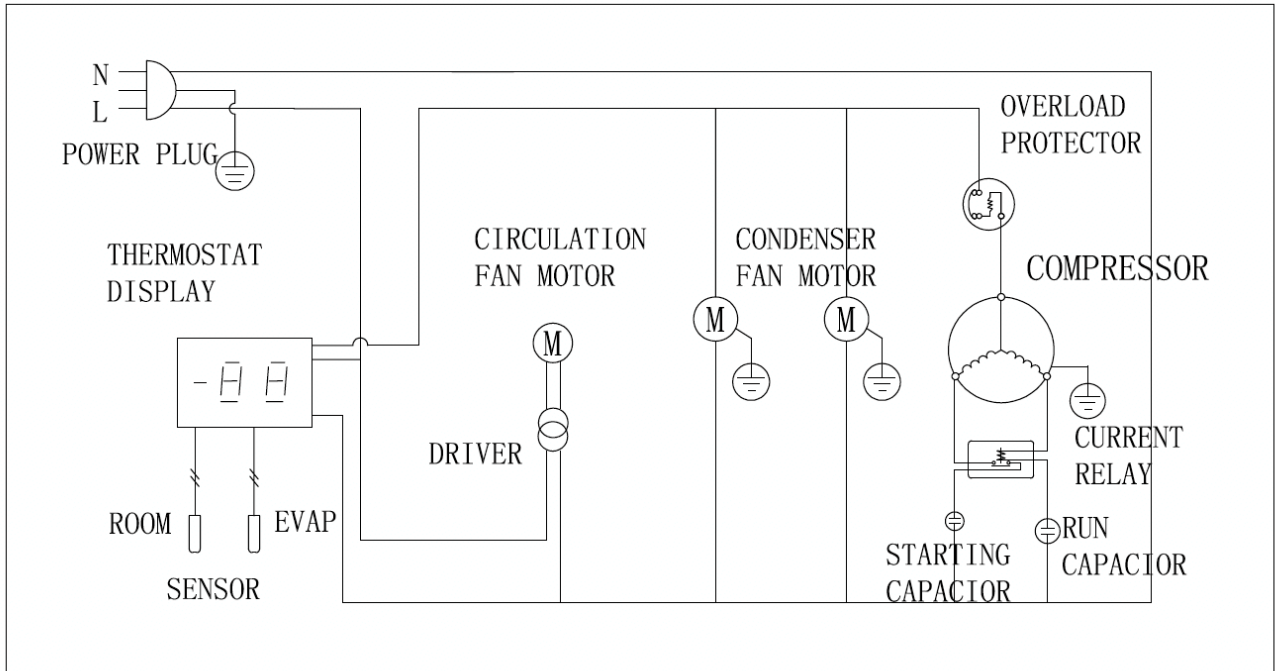 N
L
POWER PLUG
OVERLOAD
PROTECTOR
THERMOSTAT
DISPLAY
CIRCULATION
FAN MOTOR
CONDENSER
FAN MOTOR
COMPRESSOR
M
M
M
-88
DRIVER
CURRENT
RELAY
ROOM
EVAP
SENSOR
STARTING
CAPACIOR
RUN
CAPACIOR